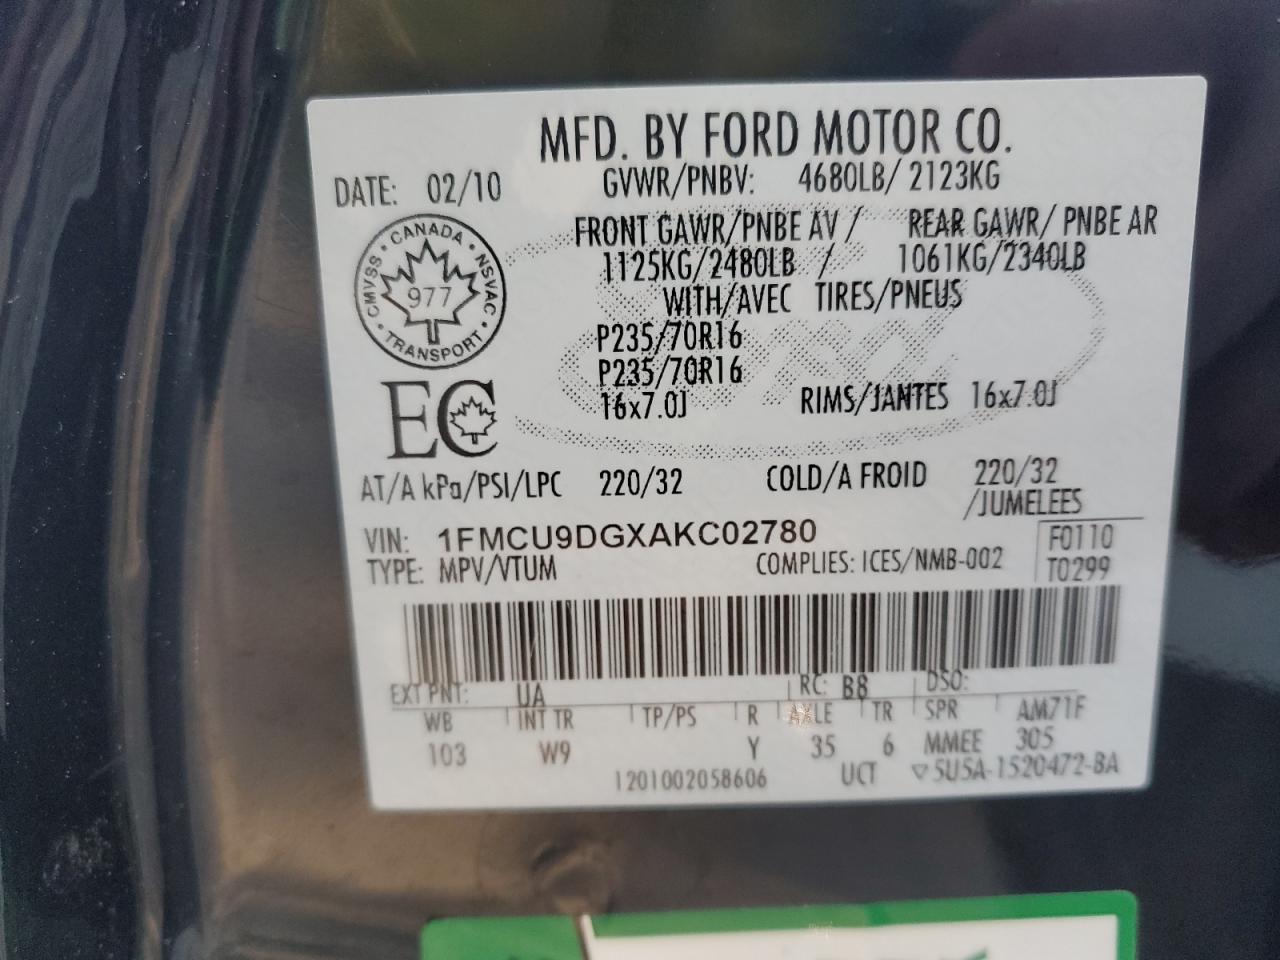 MFD. BY FORD MOTOR CO.
DATE: 02/10 GVWR/PNBV: 4680LB/ 2123KG
FRONT GAWR/PNBE AV / REAR GAWR/ PNBE AR
1125KG/2480LB / 1061KG/2340LB
WITH/AVEC TIRES/PNEUS
P235/70R16
P235/70R16
16x7.0J RIMS/JANTES 16x7.0J
CANADA
CMVSS • NSVAC
977
TRANSPORT
EC
AT/A kPa/PSI/LPC 220/32 COLD/A FROID 220/32
/JUMELEES
VIN: 1FMCU9DGXAKC02780 F0110
TYPE: MPV/VTUM COMPLIES: ICES/NMB-002 T0299
EXT PNT: UA RC: B8 DSO:
WB INT TR TP/PS R AXLE TR SPR AM71F
103 W9 Y 35 6 MMEE 305
1201002058606 UCT ▽5U5A-1520472-BA